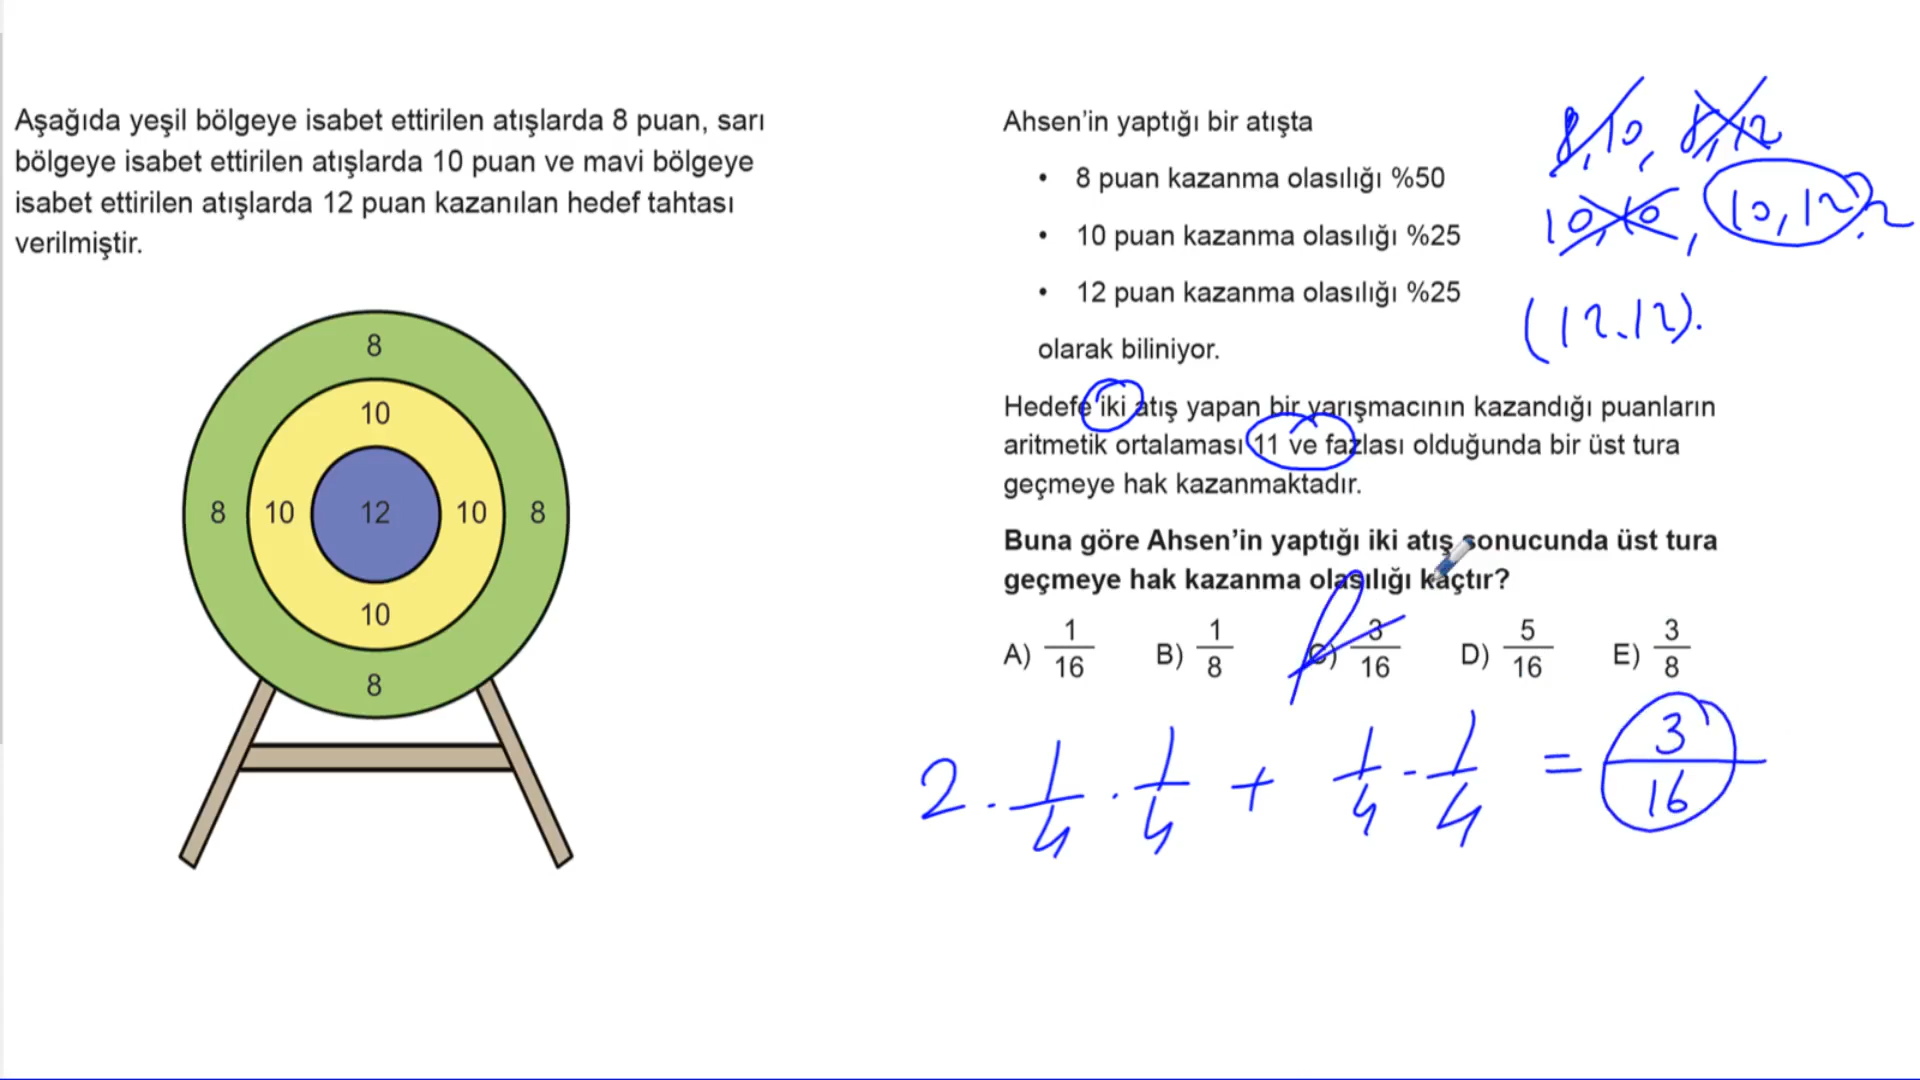 Aşağıda yeşil bölgeye isabet ettirilen atışlarda 8 puan, sarı
bölgeye isabet ettirilen atışlarda 10 puan ve mavi bölgeye
isabet ettirilen atışlarda 12 puan kazanılan hedef tahtası
verilmiştir.
8
10
8 10 12 10 8
10
8
Ahsen'in yaptığı bir atışta
• 8 puan kazanma olasılığı %50
• 10 puan kazanma olasılığı %25
• 12 puan kazanma olasılığı %25
olarak biliniyor.
8,10, 8,12
10,10, 10,12 . 2
(12.12).
Hedefe iki atış yapan bir yarışmacının kazandığı puanların
aritmetik ortalaması 11 ve fazlası olduğunda bir üst tura
geçmeye hak kazanmaktadır.
Buna göre Ahsen'in yaptığı iki atış sonucunda üst tura
geçmeye hak kazanma olasılığı kaçtır?
A) 1/16 B) 1/8 C) 3/16 D) 5/16 E) 3/8
2 . 1/4 . 1/4 + 1/4 . 1/4 = 3/16